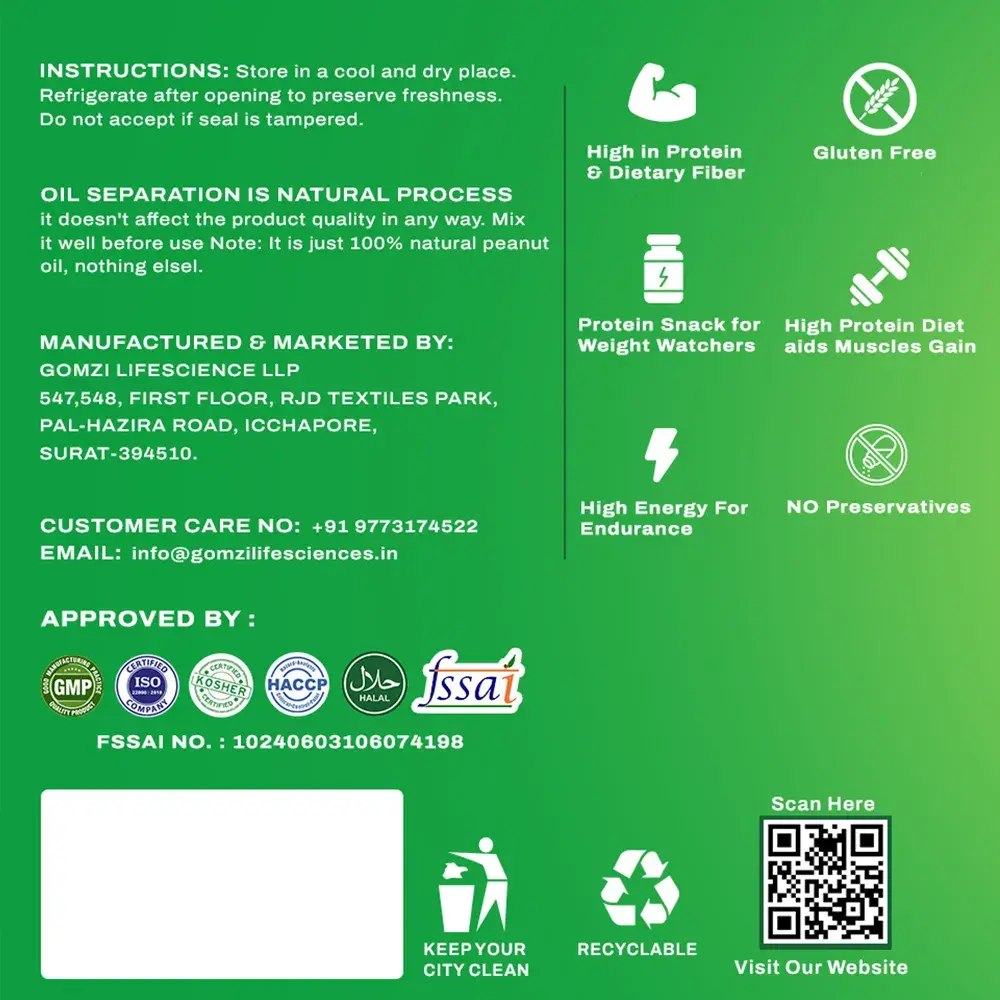 INSTRUCTIONS: Store in a cool and dry place.
Refrigerate after opening to preserve freshness.
Do not accept if seal is tampered.
OIL SEPARATION IS NATURAL PROCESS
it doesn't affect the product quality in any way. Mix
it well before use Note: It is just 100% natural peanut
oil, nothing elsel.
MANUFACTURED & MARKETED BY:
GOMZI LIFESCIENCE LLP
547,548, FIRST FLOOR, RJD TEXTILES PARK,
PAL-HAZIRA ROAD, ICCHAPORE,
SURAT-394510.
CUSTOMER CARE NO: +91 9773174522
EMAIL: info@gomzilifesciences.in
High in Protein
& Dietary Fiber
Gluten Free
Protein Snack for
Weight Watchers
High Protein Diet
aids Muscles Gain
High Energy For
Endurance
NO Preservatives
APPROVED BY :
GOOD MANUFACTURING PRACTICE
GMP
QUALITY PRODUCT
CERTIFIED
ISO
22000 : 2018
COMPANY
CERTIFIED
KOSHER
CERTIFIED
HACCP
حلال
HALAL
fssai
FSSAI NO. : 10240603106074198
KEEP YOUR
CITY CLEAN
RECYCLABLE
Scan Here
Visit Our Website